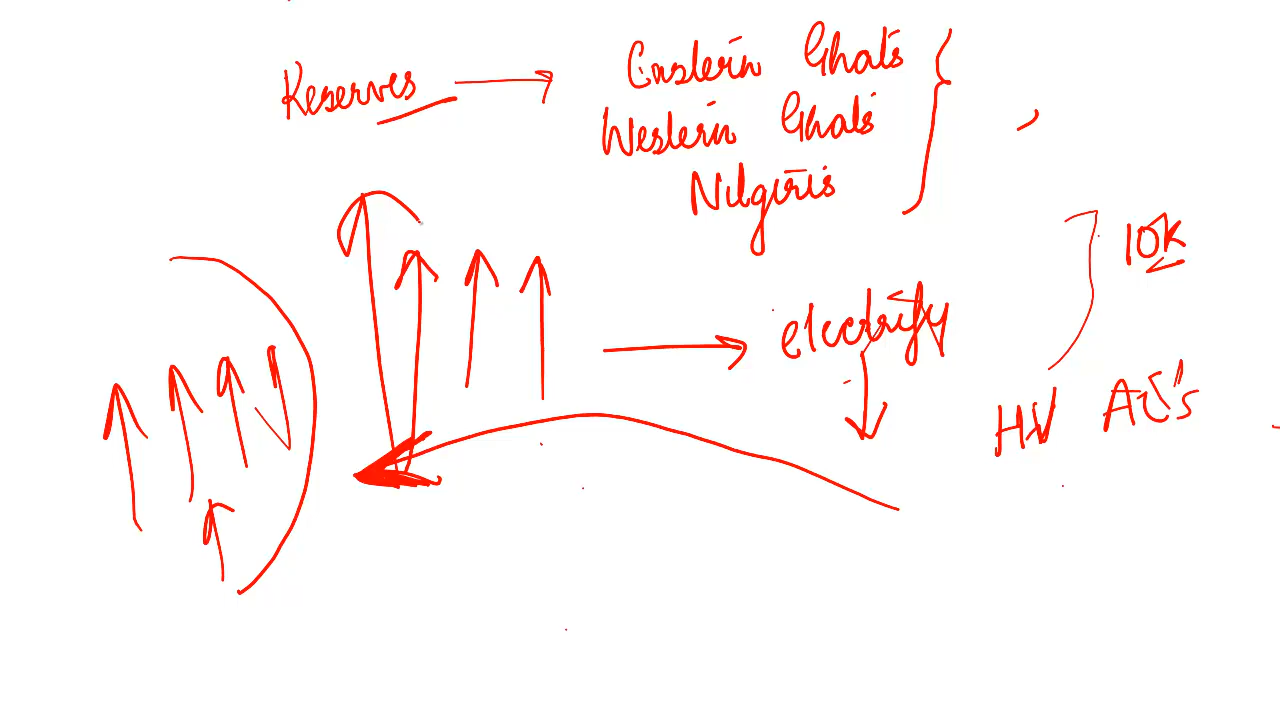 Reserves → Eastern Ghats
Western Ghats
Nilgiris
10K
→ electrify
HV AC's